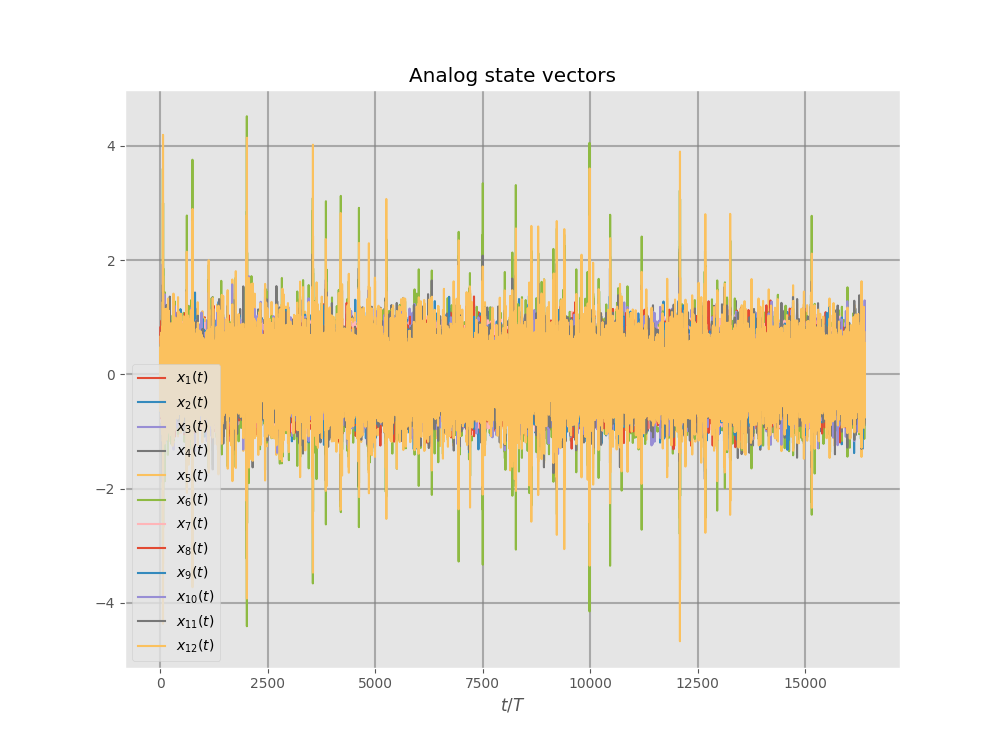 Analog state vectors
4
2
0
−2
−4
x₁(t)
x₂(t)
x₃(t)
x₄(t)
x₅(t)
x₆(t)
x₇(t)
x₈(t)
x₉(t)
x₁₀(t)
x₁₁(t)
x₁₂(t)
0 2500 5000 7500 10000 12500 15000
t/T